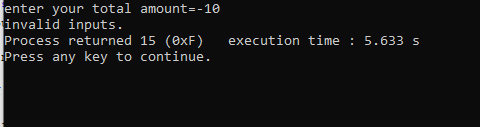 enter your total amount=-10
invalid inputs.
Process returned 15 (0xF)   execution time : 5.633 s
Press any key to continue.